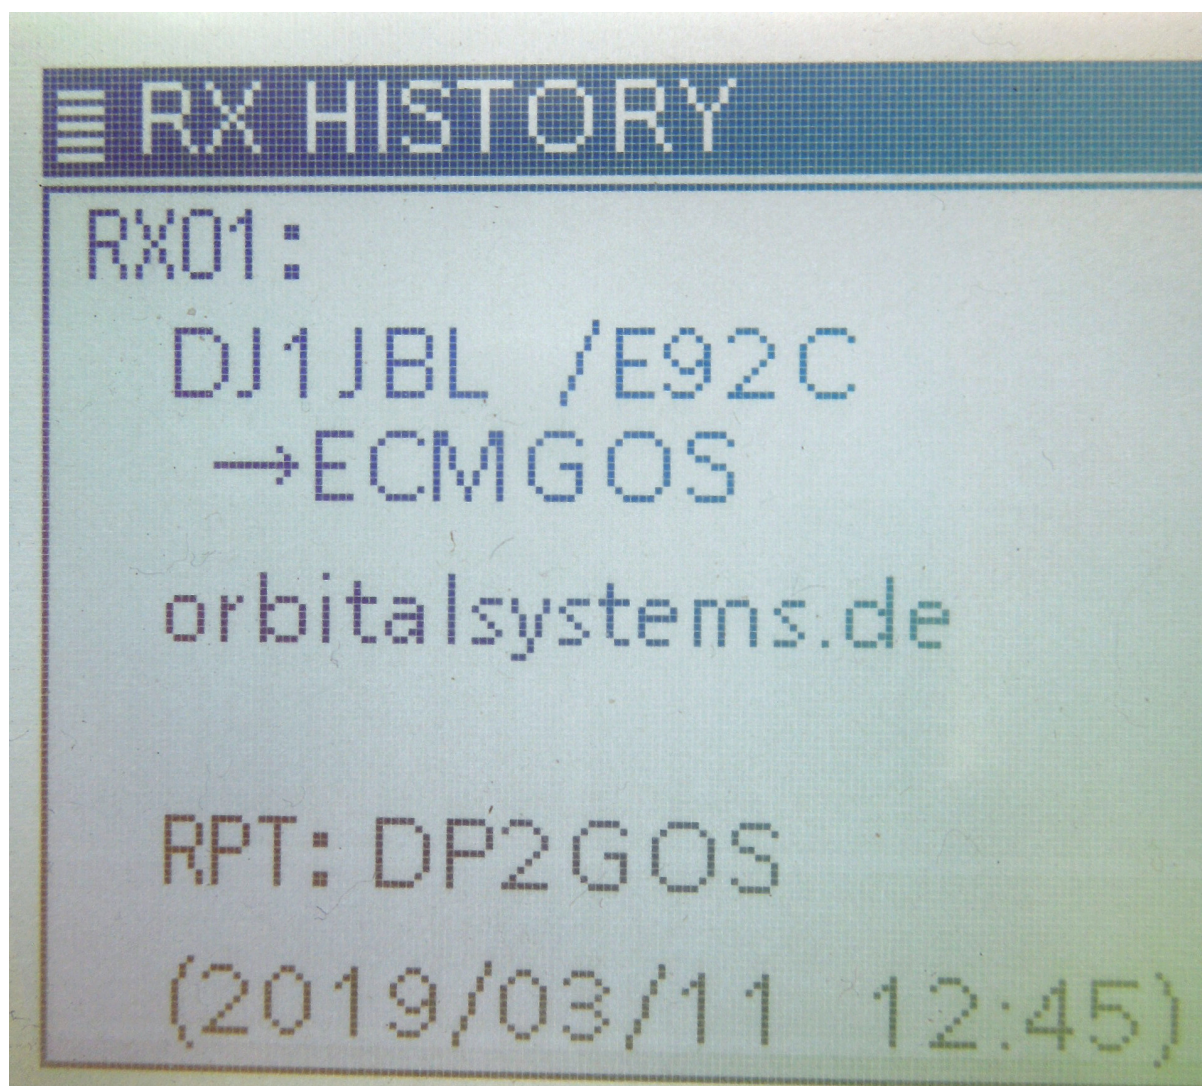 RX HISTORY
RX01:
DJ1JBL /E92C
→ECMGOS
orbitalsystems.de
RPT: DP2GOS
(2019/03/11 12:45)